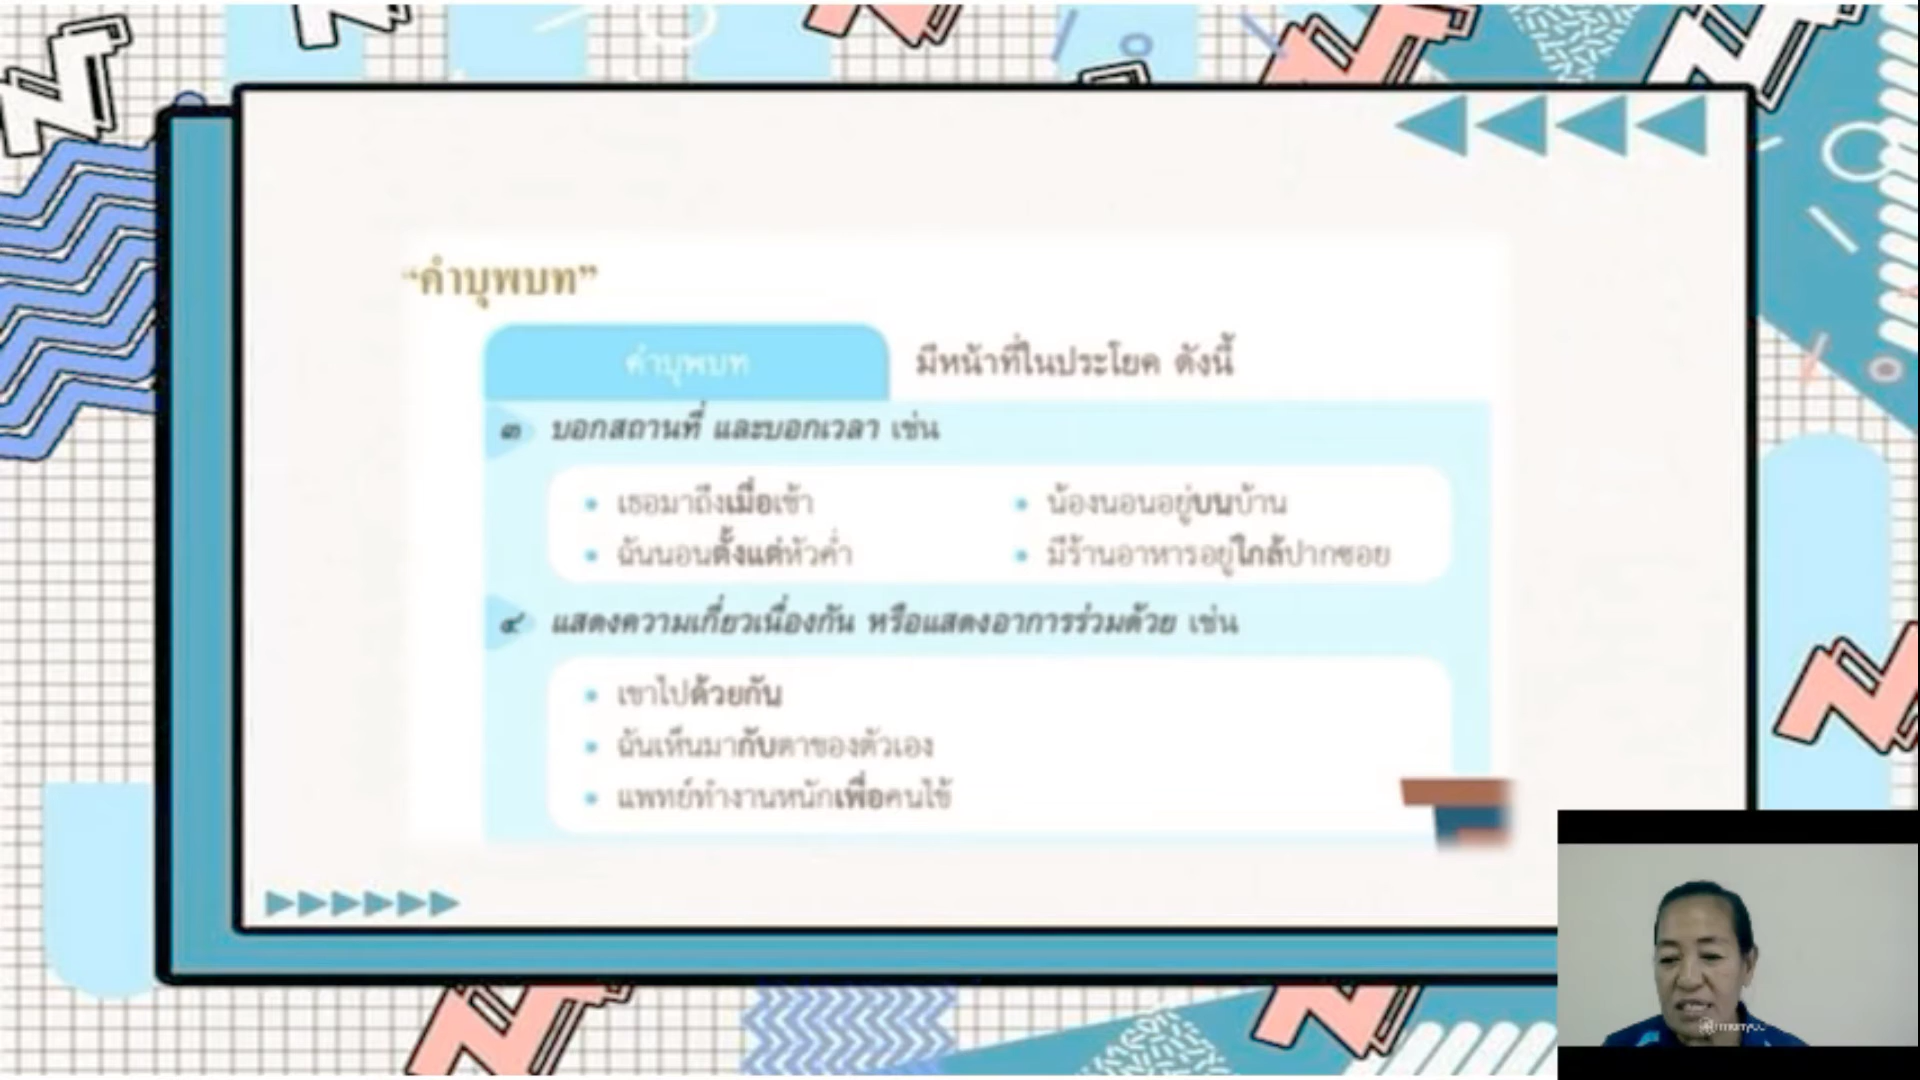 “คำบุพบท”
คำบุพบท มีหน้าที่ในประโยค ดังนี้
๓ บอกสถานที่ และบอกเวลา เช่น
• เธอมาถึงเมื่อเช้า • น้องนอนอยู่บนบ้าน
• ฉันนอนตั้งแต่หัวค่ำ • มีร้านอาหารอยู่ใกล้ปากซอย
๔ แสดงความเกี่ยวเนื่องกัน หรือแสดงอาการร่วมด้วย เช่น
• เขาไปด้วยกัน
• ฉันเห็นมากับตาของตัวเอง
• แพทย์ทำงานหนักเพื่อคนไข้